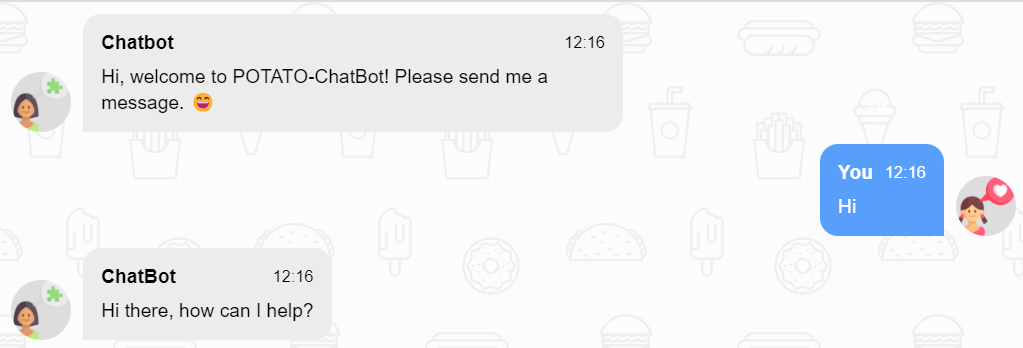 Chatbot 12:16
Hi, welcome to POTATO-ChatBot! Please send me a
message. 😄
You 12:16
Hi
ChatBot 12:16
Hi there, how can I help?